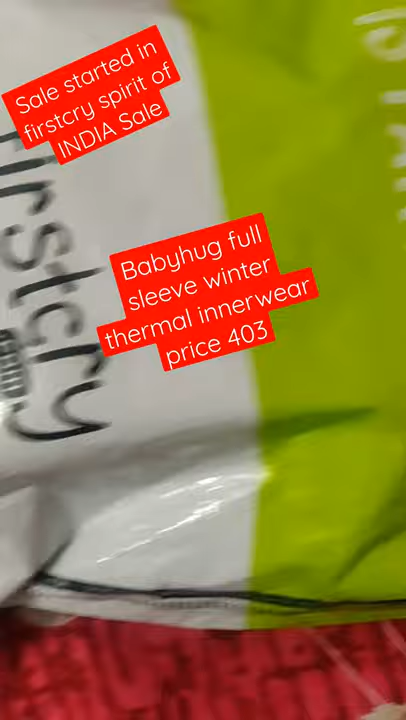 Sale started in
firstcry spirit of
INDIA Sale
firstcry
Babyhug full
sleeve winter
thermal innerwear
price 403